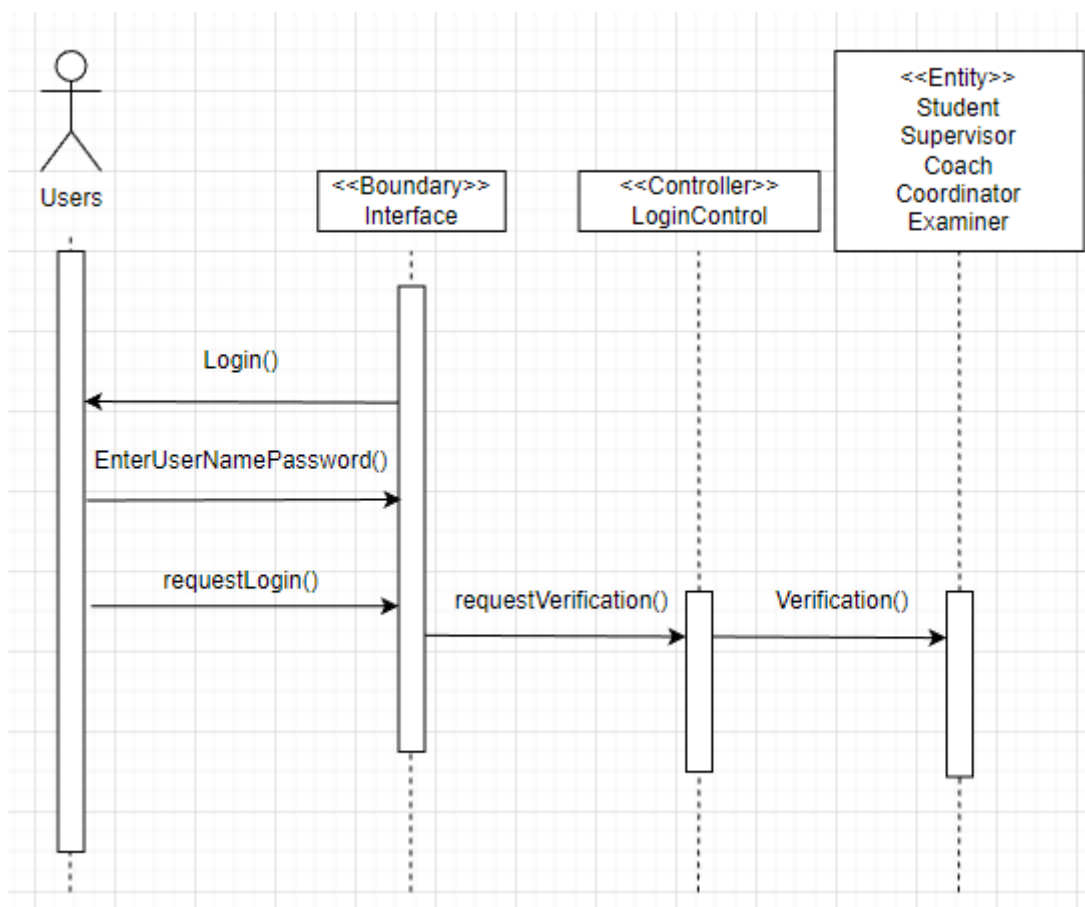 <<Entity>>
Student
Supervisor
Coach
Coordinator
Examiner
Users
<<Boundary>>
Interface
<<Controller>>
LoginControl
Login()
EnterUserNamePassword()
requestLogin()
requestVerification()
Verification()